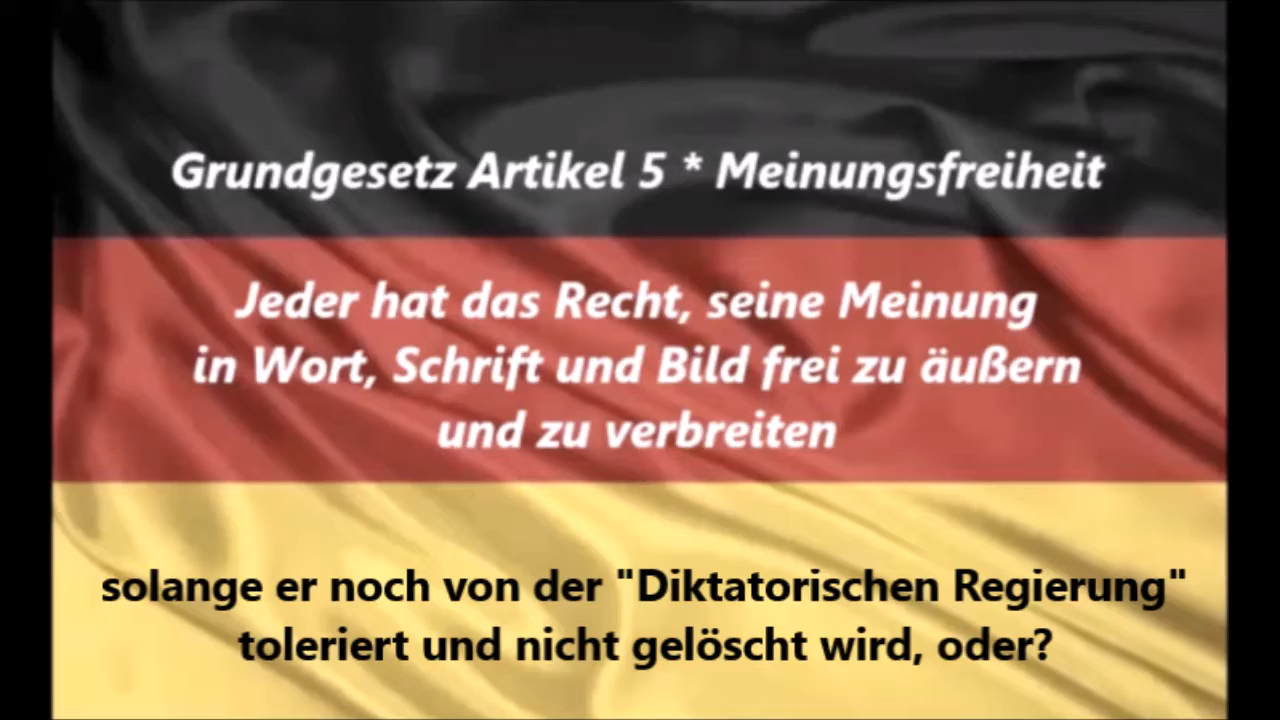 Grundgesetz Artikel 5 * Meinungsfreiheit
Jeder hat das Recht, seine Meinung
in Wort, Schrift und Bild frei zu äußern
und zu verbreiten
solange er noch von der "Diktatorischen Regierung"
toleriert und nicht gelöscht wird, oder?